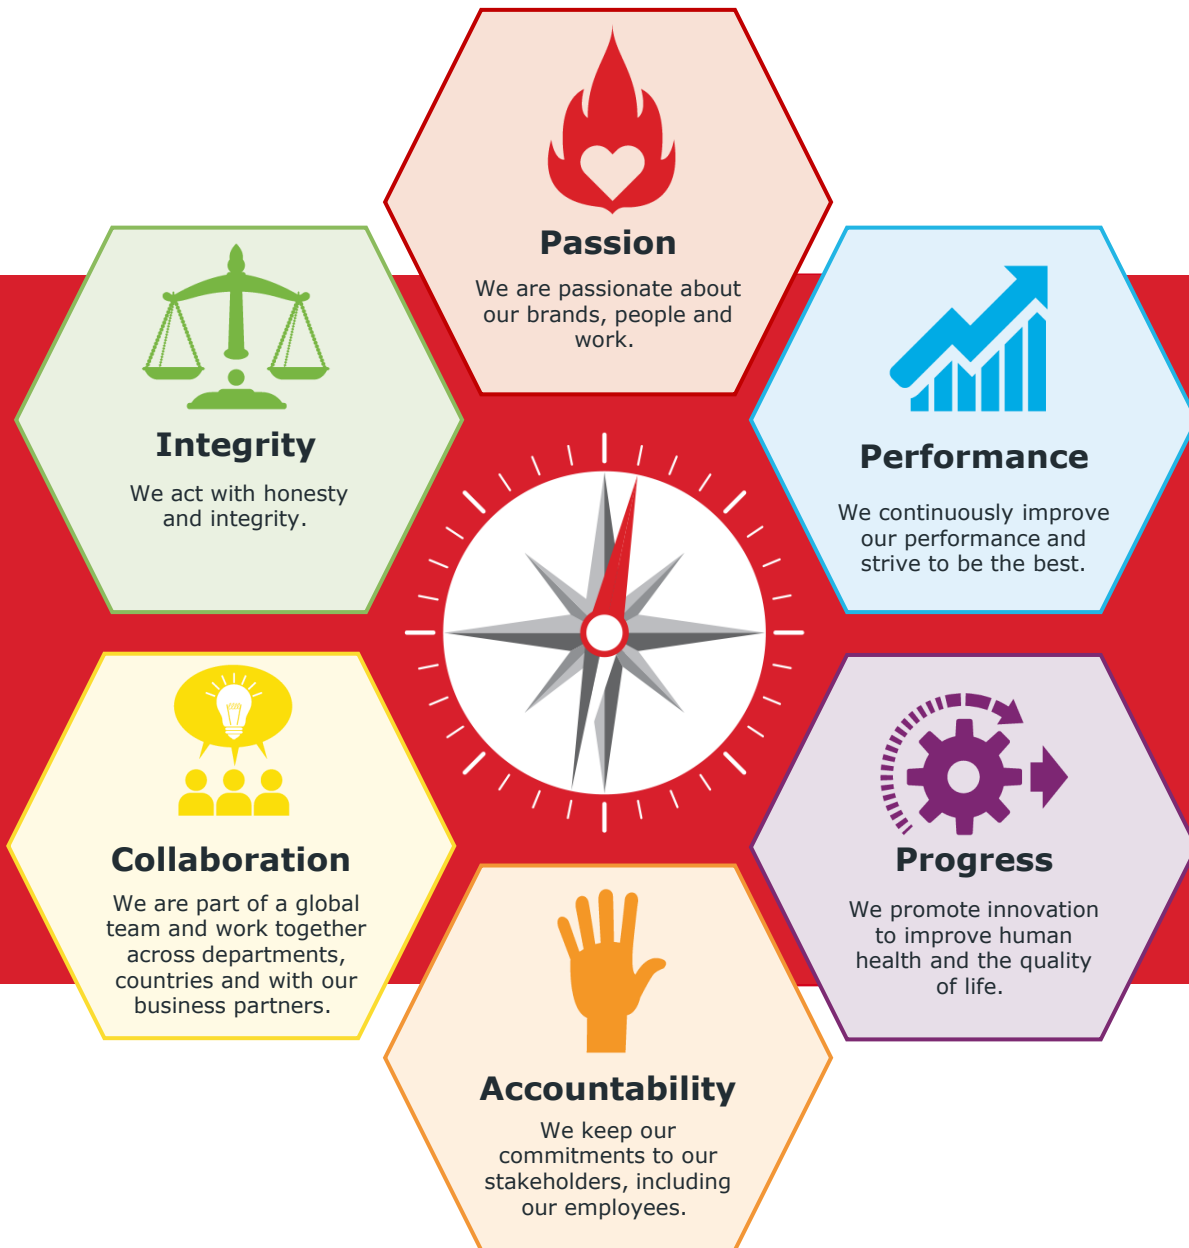 Passion
We are passionate about
our brands, people and
work.
Integrity
We act with honesty
and integrity.
Performance
We continuously improve
our performance and
strive to be the best.
Collaboration
We are part of a global
team and work together
across departments,
countries and with our
business partners.
Progress
We promote innovation
to improve human
health and the quality
of life.
Accountability
We keep our
commitments to our
stakeholders, including
our employees.